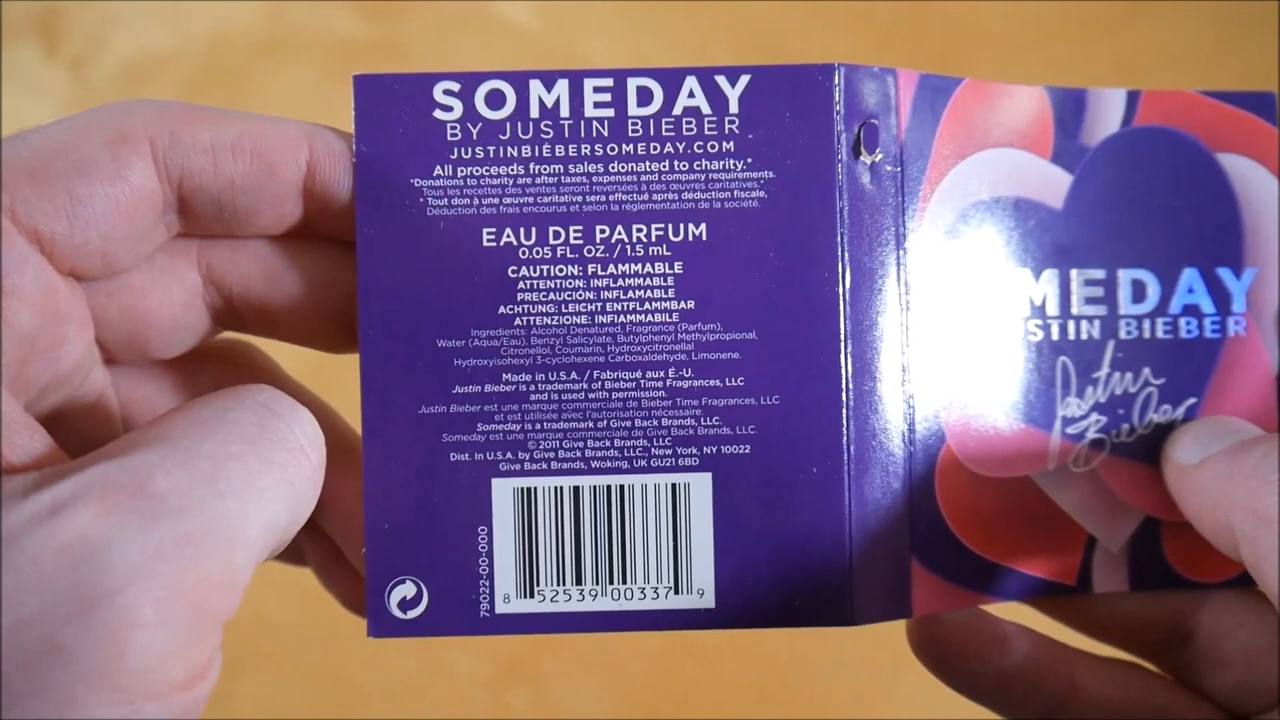 SOMEDAY
BY JUSTIN BIEBER
JUSTINBIEBERSOMEDAY.COM
All proceeds from sales donated to charity.*
*Donations to charity are after taxes, expenses and company requirements.
Tous les recettes des ventes seront reversées à des œuvres caritatives.*
* Tout don à une œuvre caritative sera effectué après déduction fiscale,
Déduction des frais encourus et selon la réglementation de la société.
EAU DE PARFUM
0.05 FL. OZ. / 1.5 mL
CAUTION: FLAMMABLE
ATTENTION: INFLAMMABLE
PRECAUCIÓN: INFLAMABLE
ACHTUNG: LEICHT ENTFLAMMBAR
ATTENZIONE: INFIAMMABILE
Ingredients: Alcohol Denatured, Fragrance (Parfum),
Water (Aqua/Eau), Benzyl Salicylate, Butylphenyl Methylpropional,
Citronellol, Coumarin, Hydroxycitronellal
Hydroxyisohexyl 3-cyclohexene Carboxaldehyde, Limonene.
Made in U.S.A. / Fabriqué aux É.-U.
Justin Bieber is a trademark of Bieber Time Fragrances, LLC
and is used with permission.
Justin Bieber est une marque commerciale de Bieber Time Fragrances, LLC
et est utilisée avec l'autorisation nécessaire.
Someday is a trademark of Give Back Brands, LLC.
Someday est une marque commerciale de Give Back Brands, LLC.
© 2011 Give Back Brands, LLC
Dist. In U.S.A. by Give Back Brands, LLC., New York, NY 10022
Give Back Brands, Woking, UK GU21 6BD
79022-00-000
8 52539 00337 9
MEDAY
STIN BIEBER
Justin
Bieber